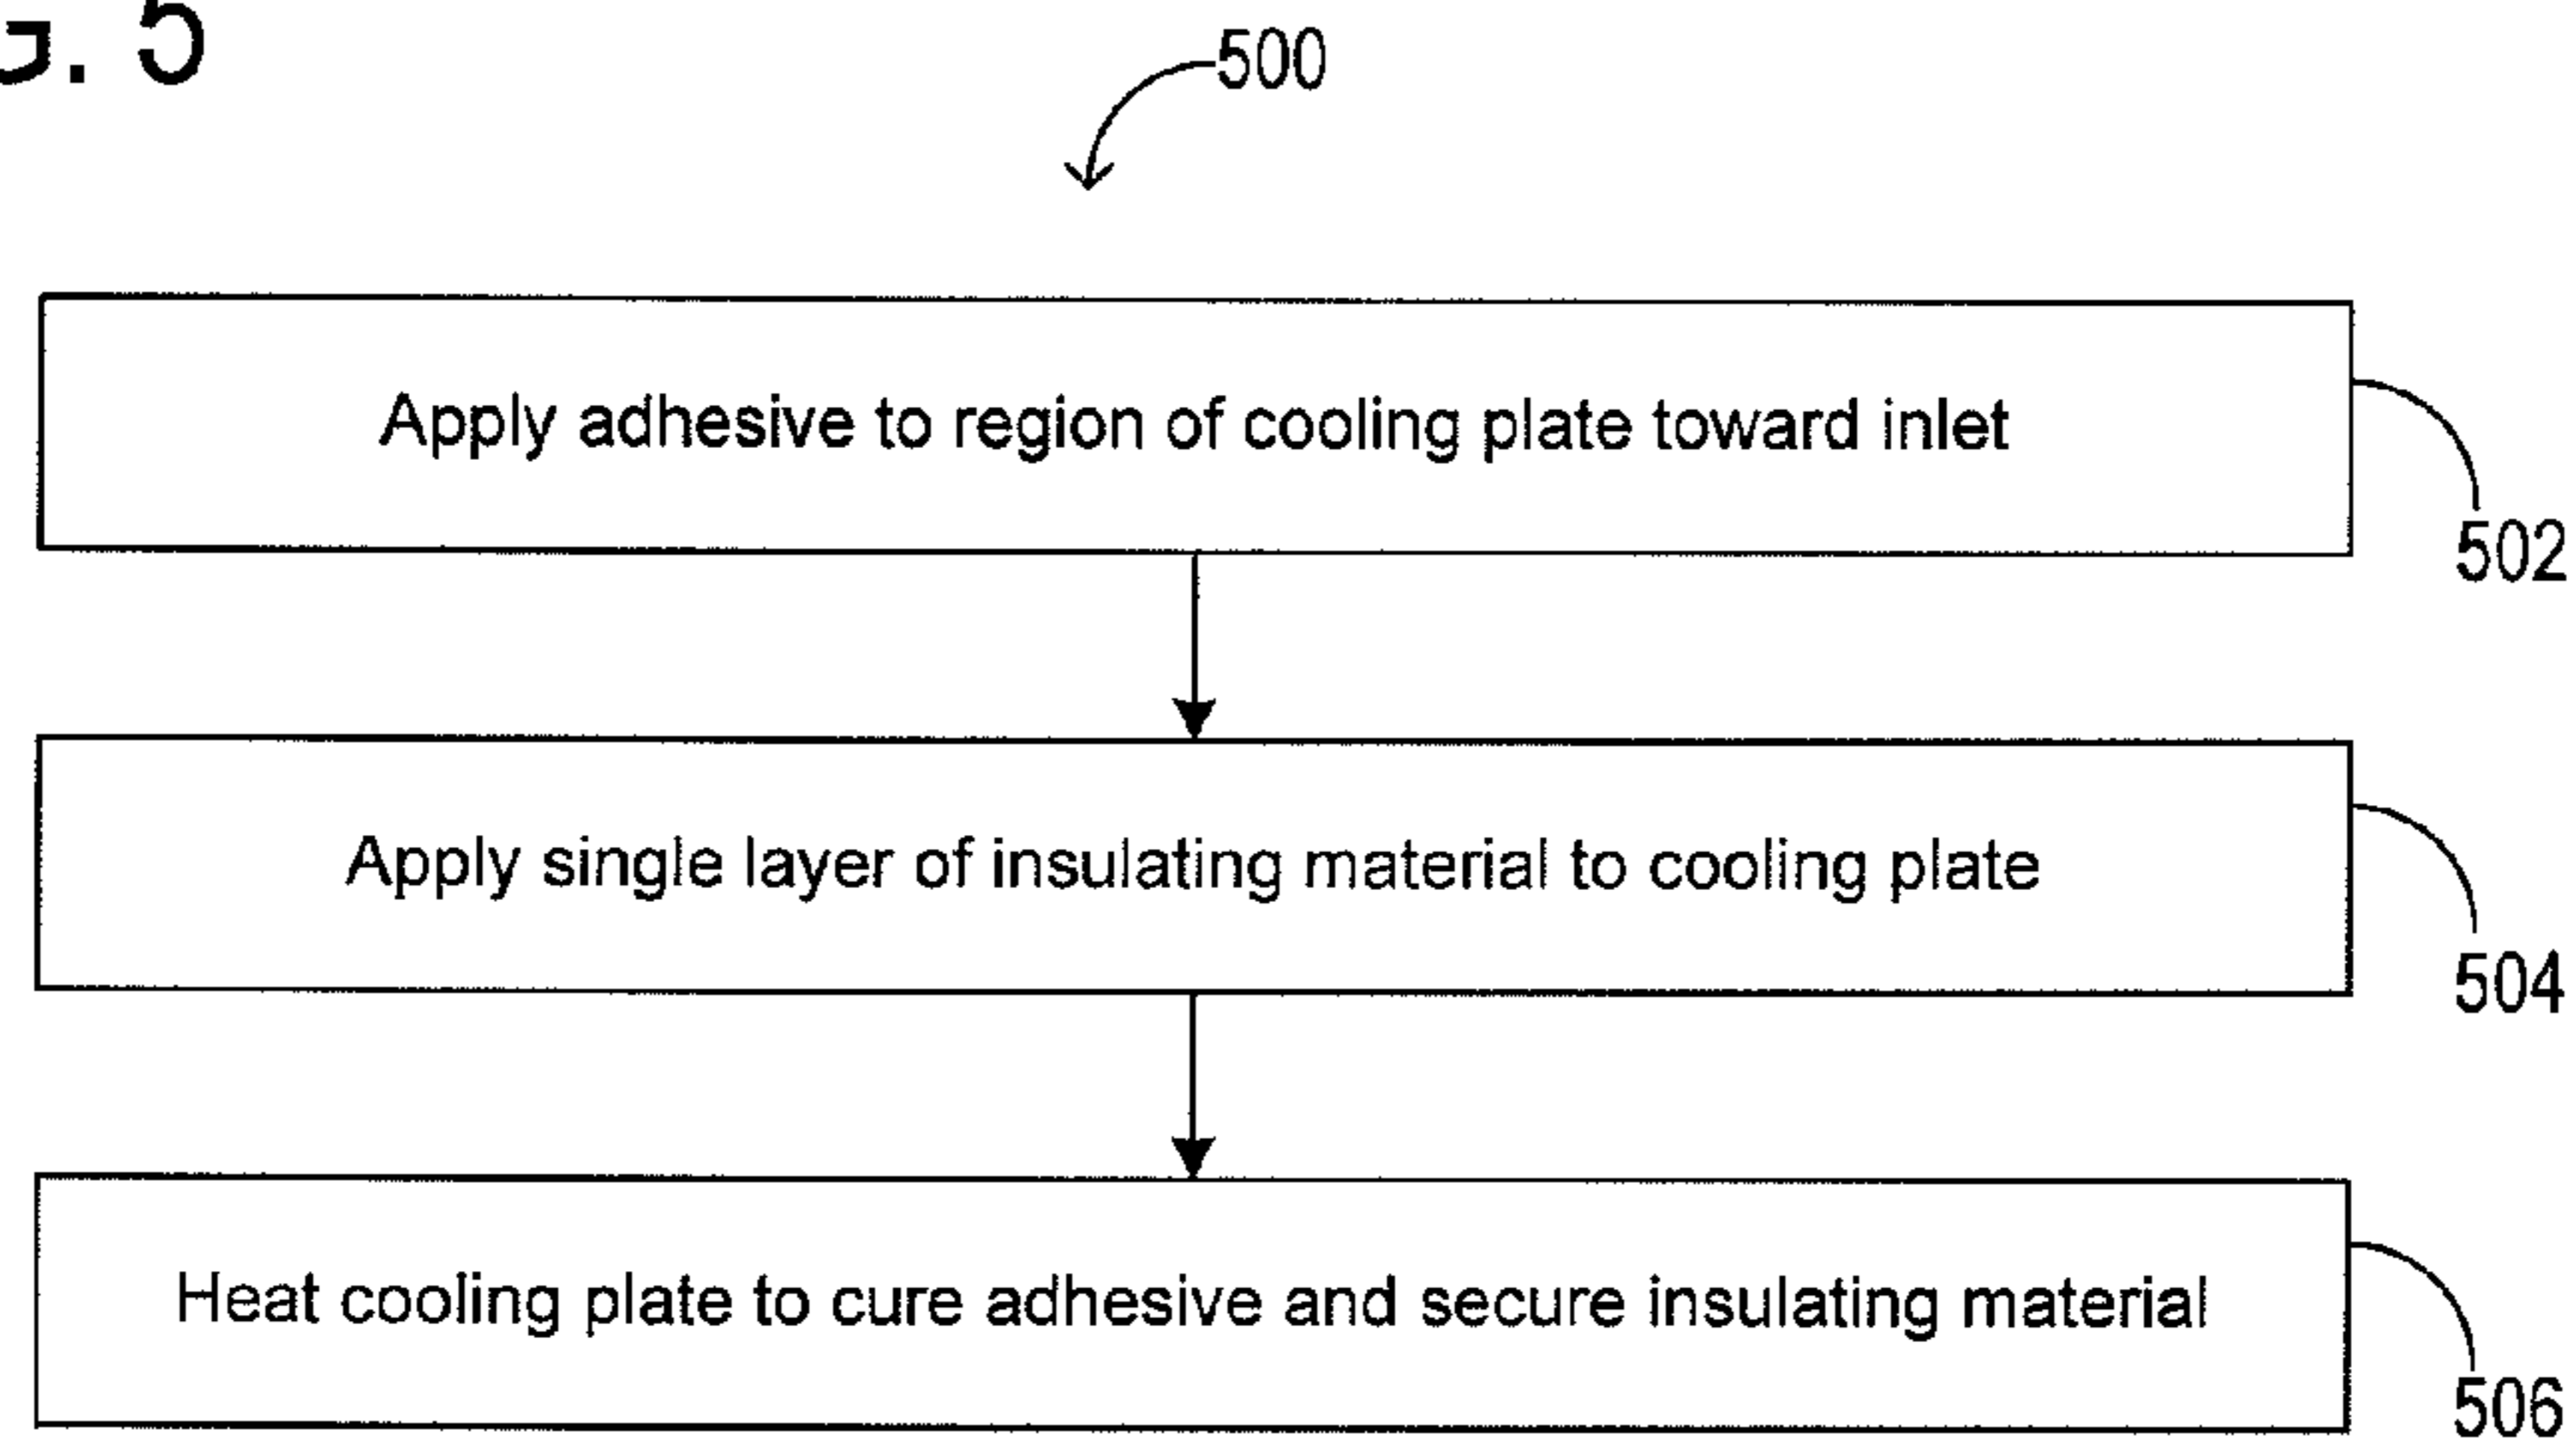 G. 5
500
Apply adhesive to region of cooling plate toward inlet
502
Apply single layer of insulating material to cooling plate
504
Heat cooling plate to cure adhesive and secure insulating material
506